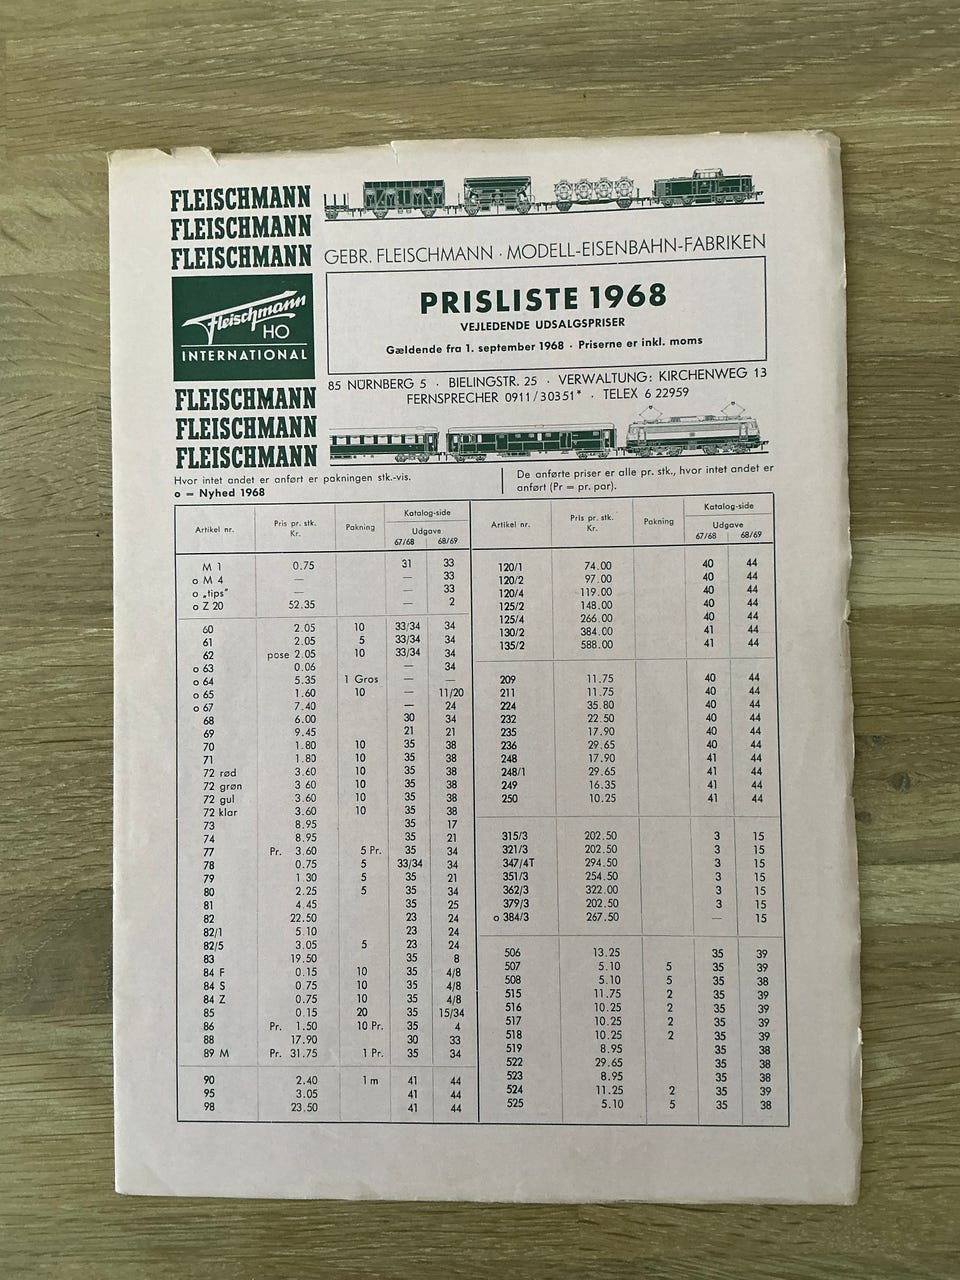 FLEISCHMANN
FLEISCHMANN
FLEISCHMANN
GEBR. FLEISCHMANN · MODELL-EISENBAHN-FABRIKEN
Fleischmann
HO
INTERNATIONAL
PRISLISTE 1968
VEJLEDENDE UDSALGSPRISER
Gældende fra 1. september 1968 · Priserne er inkl. moms
85 NÜRNBERG 5 · BIELINGSTR. 25 · VERWALTUNG: KIRCHENWEG 13
FERNSPRECHER 0911/30351* · TELEX 6 22959
FLEISCHMANN
FLEISCHMANN
FLEISCHMANN
Hvor intet andet er anført er pakningen stk.-vis.
o = Nyhed 1968
De anførte priser er alle pr. stk., hvor intet andet er
anført (Pr = pr. par).
Artikel nr. Pris pr. stk. Kr. Pakning Katalog-side Udgave 67/68 68/69
M 1 0.75 31 33
o M 4 — — 33
o „tips" — — 33
o Z 20 52.35 — 2
60 2.05 10 33/34 34
61 2.05 5 33/34 34
62 pose 2.05 10 33/34 34
o 63 0.06 — 34
o 64 5.35 1 Gros — —
o 65 1.60 10 — 11/20
o 67 7.40 — 24
68 6.00 30 34
69 9.45 21 21
70 1.80 10 35 38
71 1.80 10 35 38
72 rød 3.60 10 35 38
72 grøn 3 60 10 35 38
72 gul 3.60 10 35 38
72 klar 3.60 10 35 38
73 8.95 35 17
74 8.95 35 21
77 Pr. 3.60 5 Pr. 35 34
78 0.75 5 33/34 34
79 1.30 5 35 21
80 2.25 5 35 34
81 4.45 35 25
82 22.50 23 24
82/1 5.10 23 24
82/5 3.05 5 23 24
83 19.50 35 8
84 F 0.15 10 35 4/8
84 S 0.75 10 35 4/8
84 Z 0.75 10 35 4/8
85 0.15 20 35 15/34
86 Pr. 1.50 10 Pr. 35 4
88 17.90 30 33
89 M Pr. 31.75 1 Pr. 35 34
90 2.40 1 m 41 44
95 3.05 41 44
98 23.50 41 44
Artikel nr. Pris pr. stk. Kr. Pakning Katalog-side Udgave 67/68 68/69
120/1 74.00 40 44
120/2 97.00 40 44
120/4 119.00 40 44
125/2 148.00 40 44
125/4 266.00 40 44
130/2 384.00 41 44
135/2 588.00 41 44
209 11.75 40 44
211 11.75 40 44
224 35.80 40 44
232 22.50 40 44
235 17.90 40 44
236 29.65 40 44
248 17.90 41 44
248/1 29.65 41 44
249 16.35 41 44
250 10.25 41 44
315/3 202.50 3 15
321/3 202.50 3 15
347/4T 294.50 3 15
351/3 254.50 3 15
362/3 322.00 3 15
379/3 202.50 3 15
o 384/3 267.50 — 15
506 13.25 35 39
507 5.10 5 35 39
508 5.10 5 35 38
515 11.75 2 35 39
516 10.25 2 35 39
517 10.25 2 35 39
518 10.25 2 35 39
519 8.95 35 38
522 29.65 35 38
523 8.95 35 38
524 11.25 2 35 39
525 5.10 5 35 38